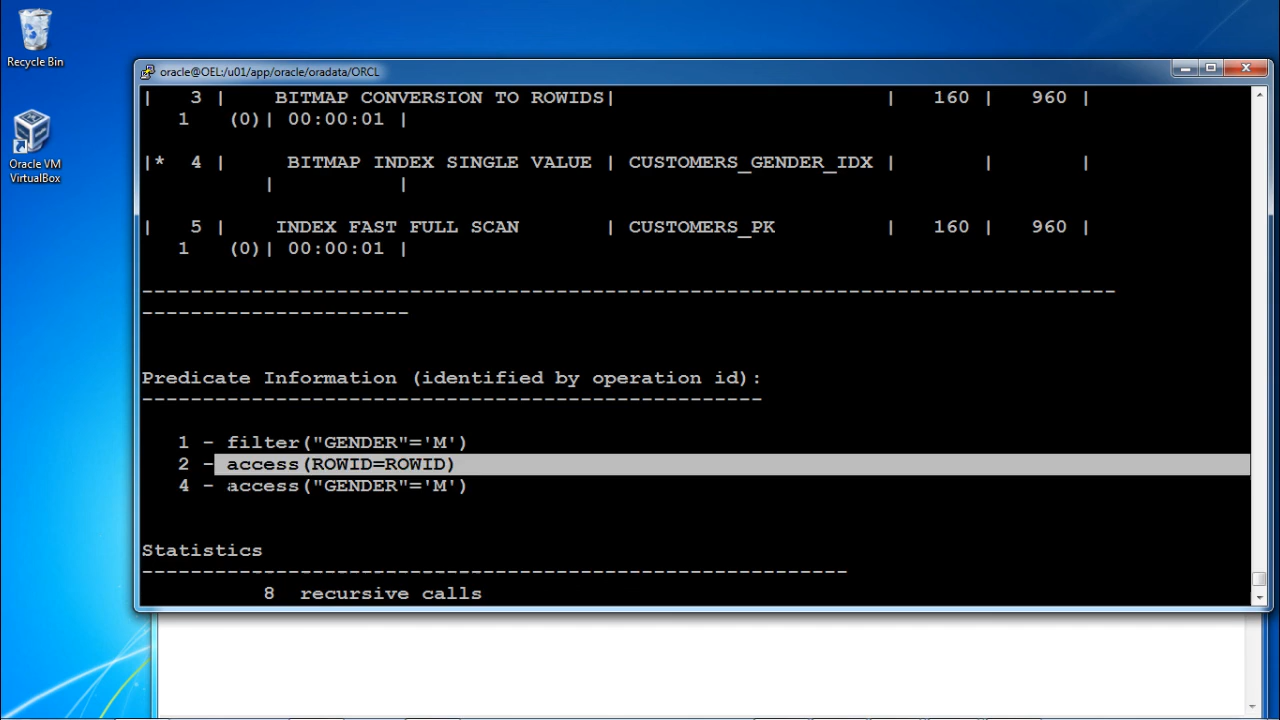 Recycle Bin
Oracle VM
VirtualBox
oracle@OEL:/u01/app/oracle/oradata/ORCL
|   3 |    BITMAP CONVERSION TO ROWIDS|                      |   160 |   960 |
   1   (0)| 00:00:01 |
|*  4 |     BITMAP INDEX SINGLE VALUE | CUSTOMERS_GENDER_IDX |       |       |
          |          |
|   5 |    INDEX FAST FULL SCAN       | CUSTOMERS_PK         |   160 |   960 |
   1   (0)| 00:00:01 |
--------------------------------------------------------------------------------
----------------------
Predicate Information (identified by operation id):
---------------------------------------------------
   1 - filter("GENDER"='M')
   2 - access(ROWID=ROWID)
   4 - access("GENDER"='M')
Statistics
----------------------------------------------------------
          8  recursive calls